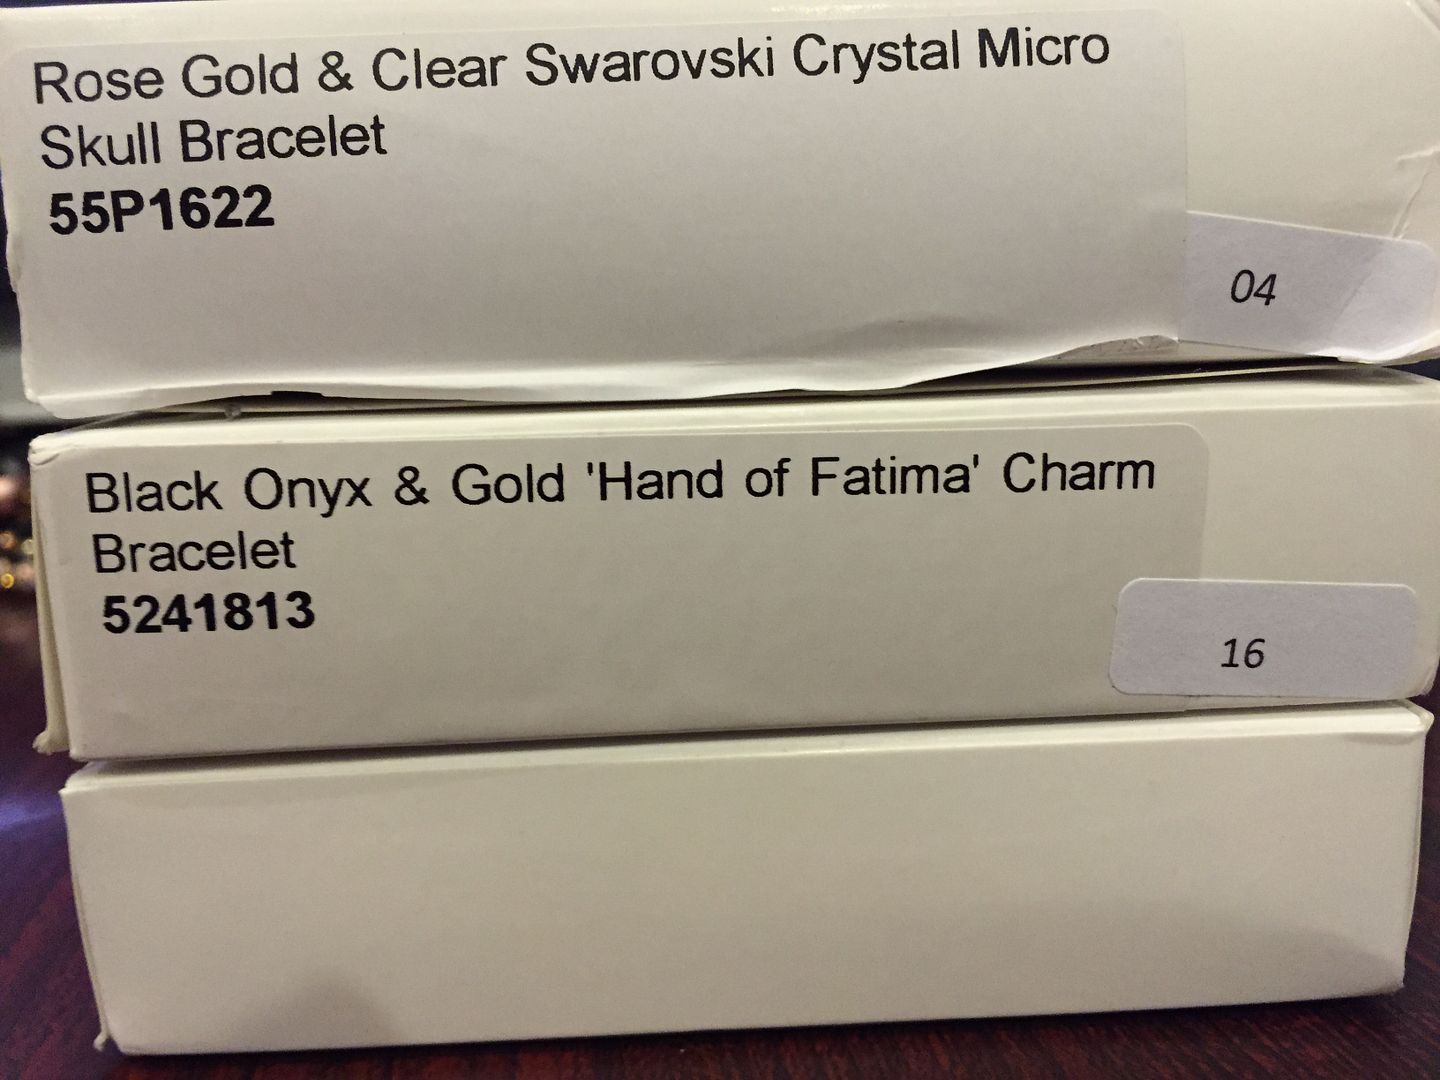 Rose Gold & Clear Swarovski Crystal Micro
Skull Bracelet
55P1622
04
Black Onyx & Gold 'Hand of Fatima' Charm
Bracelet
5241813
16